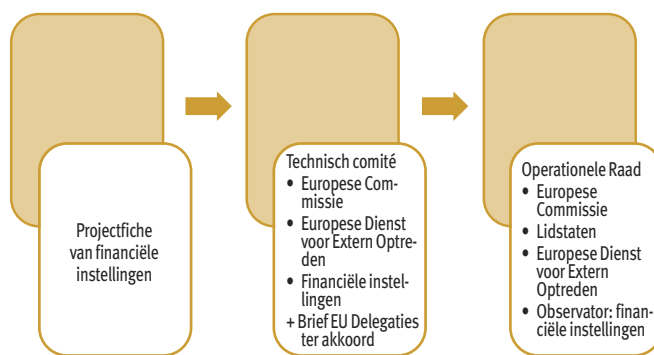 Projectfiche
van financiële
instellingen
Technisch comité
• Europese Com-
missie
• Europese Dienst
voor Extern Optre-
den
• Financiële instel-
lingen
+ Brief EU Delegaties
ter akkoord
Operationele Raad
• Europese
Commissie
• Lidstaten
• Europese Dienst
voor Extern
Optreden
• Observator: finan-
ciële instellingen